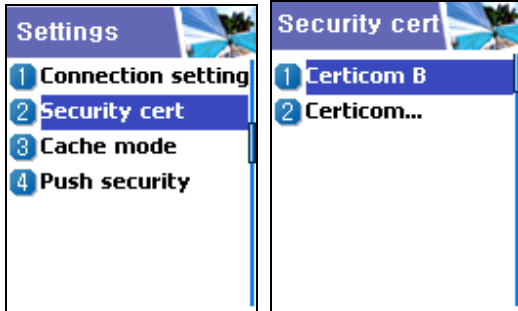 Settings
1 Connection setting
2 Security cert
3 Cache mode
4 Push security
Security cert
1 Certicom B
2 Certicom...